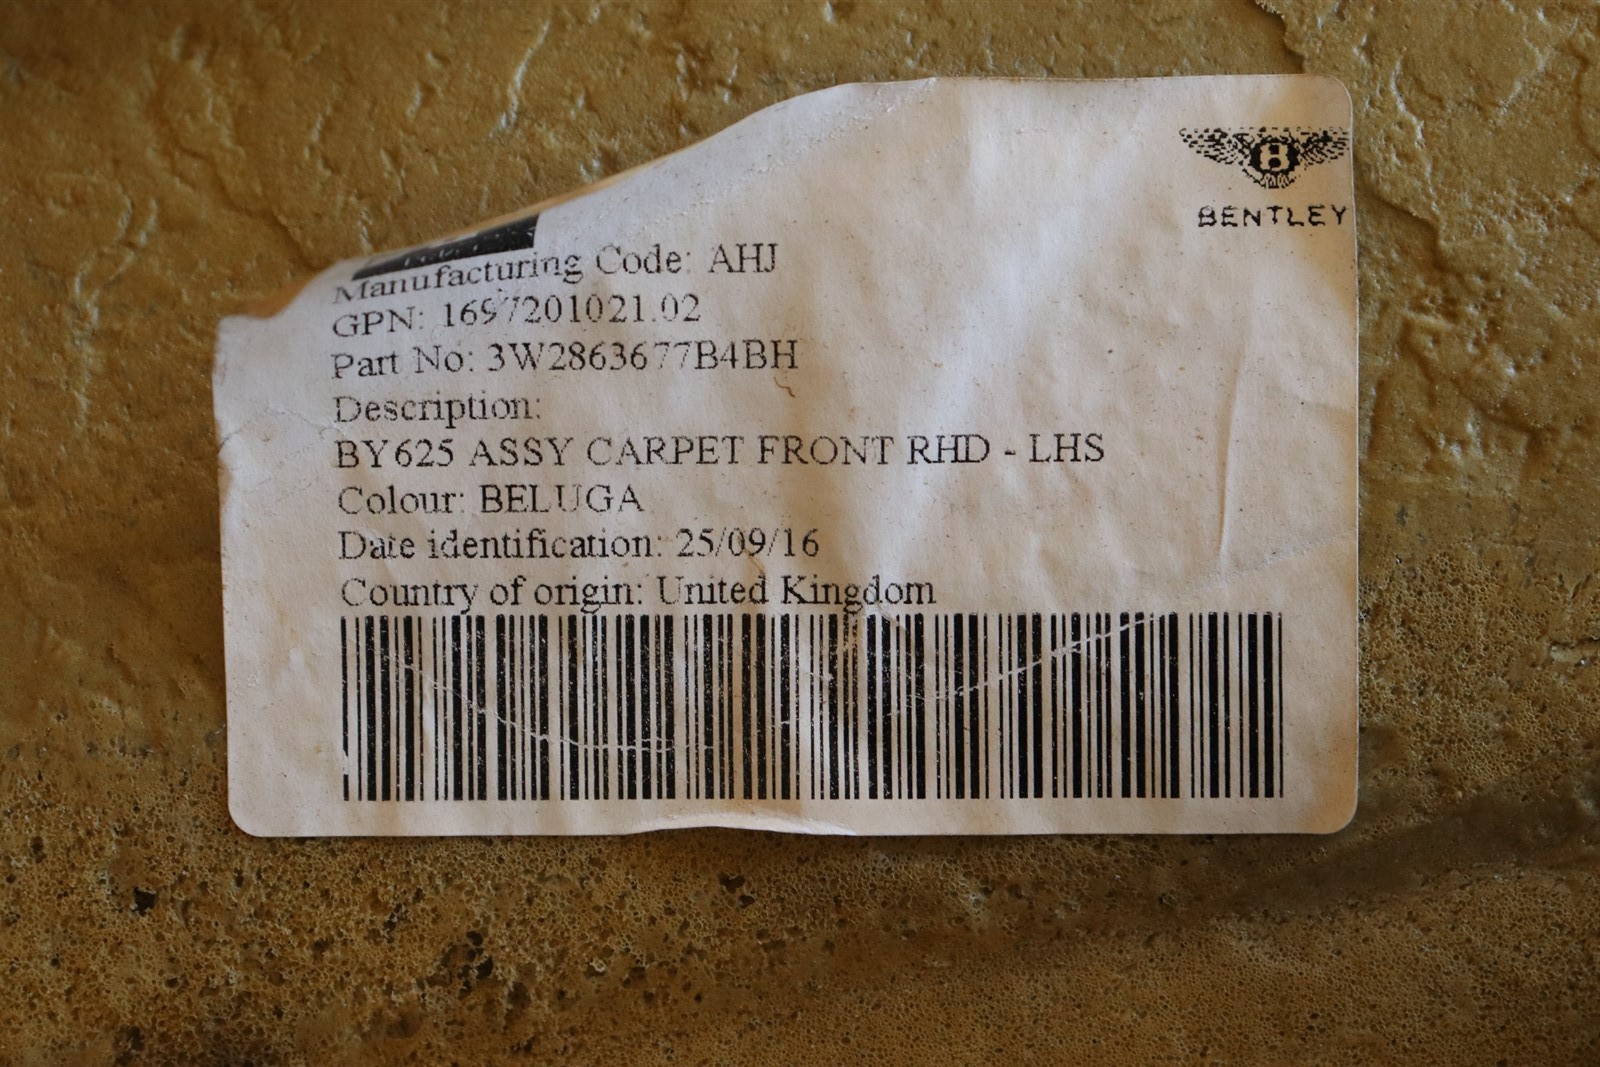 BENTLEY
Manufacturing Code: AHJ
GPN: 1697201021.02
Part No: 3W2863677B4BH
Description:
BY625 ASSY CARPET FRONT RHD - LHS
Colour: BELUGA
Date identification: 25/09/16
Country of origin: United Kingdom